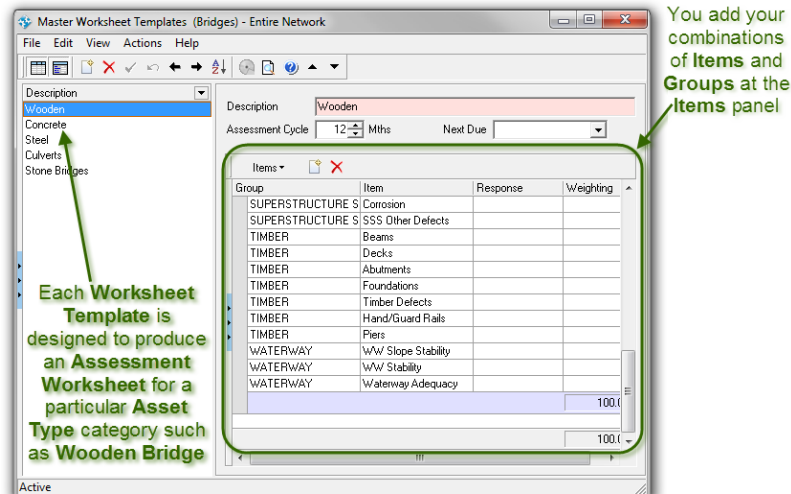 Master Worksheet Templates (Bridges) - Entire Network
File Edit View Actions Help
Description
Wooden
Concrete
Steel
Culverts
Stone Bridges
Description Wooden
Assessment Cycle 12 Mths Next Due
Items
Group Item Response Weighting
SUPERSTRUCTURE S Corrosion
SUPERSTRUCTURE S SSS Other Defects
TIMBER Beams
TIMBER Decks
TIMBER Abutments
TIMBER Foundations
TIMBER Timber Defects
TIMBER Hand/Guard Rails
TIMBER Piers
WATERWAY WW Slope Stability
WATERWAY WW Stability
WATERWAY Waterway Adequacy
100.0
100.0
Active
You add your
combinations
of Items and
Groups at the
Items panel
Each Worksheet
Template is
designed to produce
an Assessment
Worksheet for a
particular Asset
Type category such
as Wooden Bridge